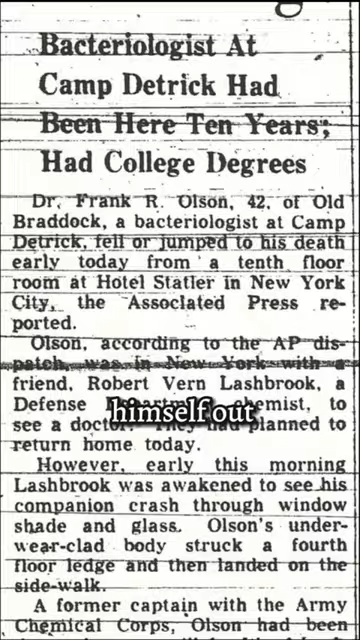 Bacteriologist At
Camp Detrick Had
Been Here Ten Years;
Had College Degrees
Dr. Frank R. Olson, 42, of Old
Braddock, a bacteriologist at Camp
Detrick, fell or jumped to his death
early today from a tenth floor
room at Hotel Statler in New York
City, the Associated Press re-
ported.
Olson, according to the AP dis-
patch, was in New York with a
friend, Robert Vern Lashbrook, a
Defense chemist, to
himself out
see a doctor. They had planned to
return home today.
However, early this morning
Lashbrook was awakened to see his
companion crash through window
shade and glass. Olson's under-
wear-clad body struck a fourth
floor ledge and then landed on the
side-walk.
A former captain with the Army
Chemical Corps, Olson had been